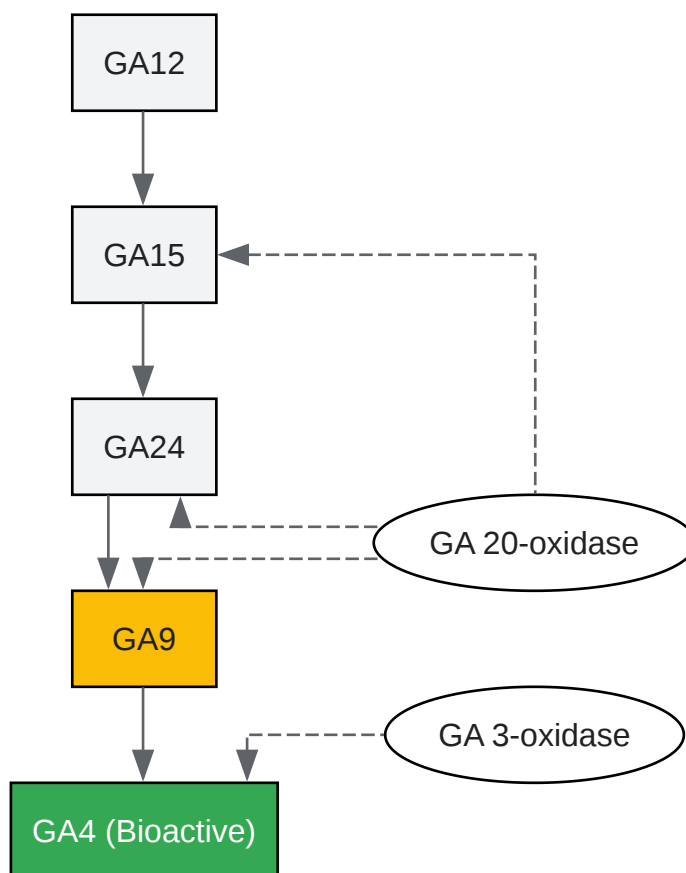 GA12
GA15
GA24
GA 20-oxidase
GA9
GA 3-oxidase
GA4 (Bioactive)